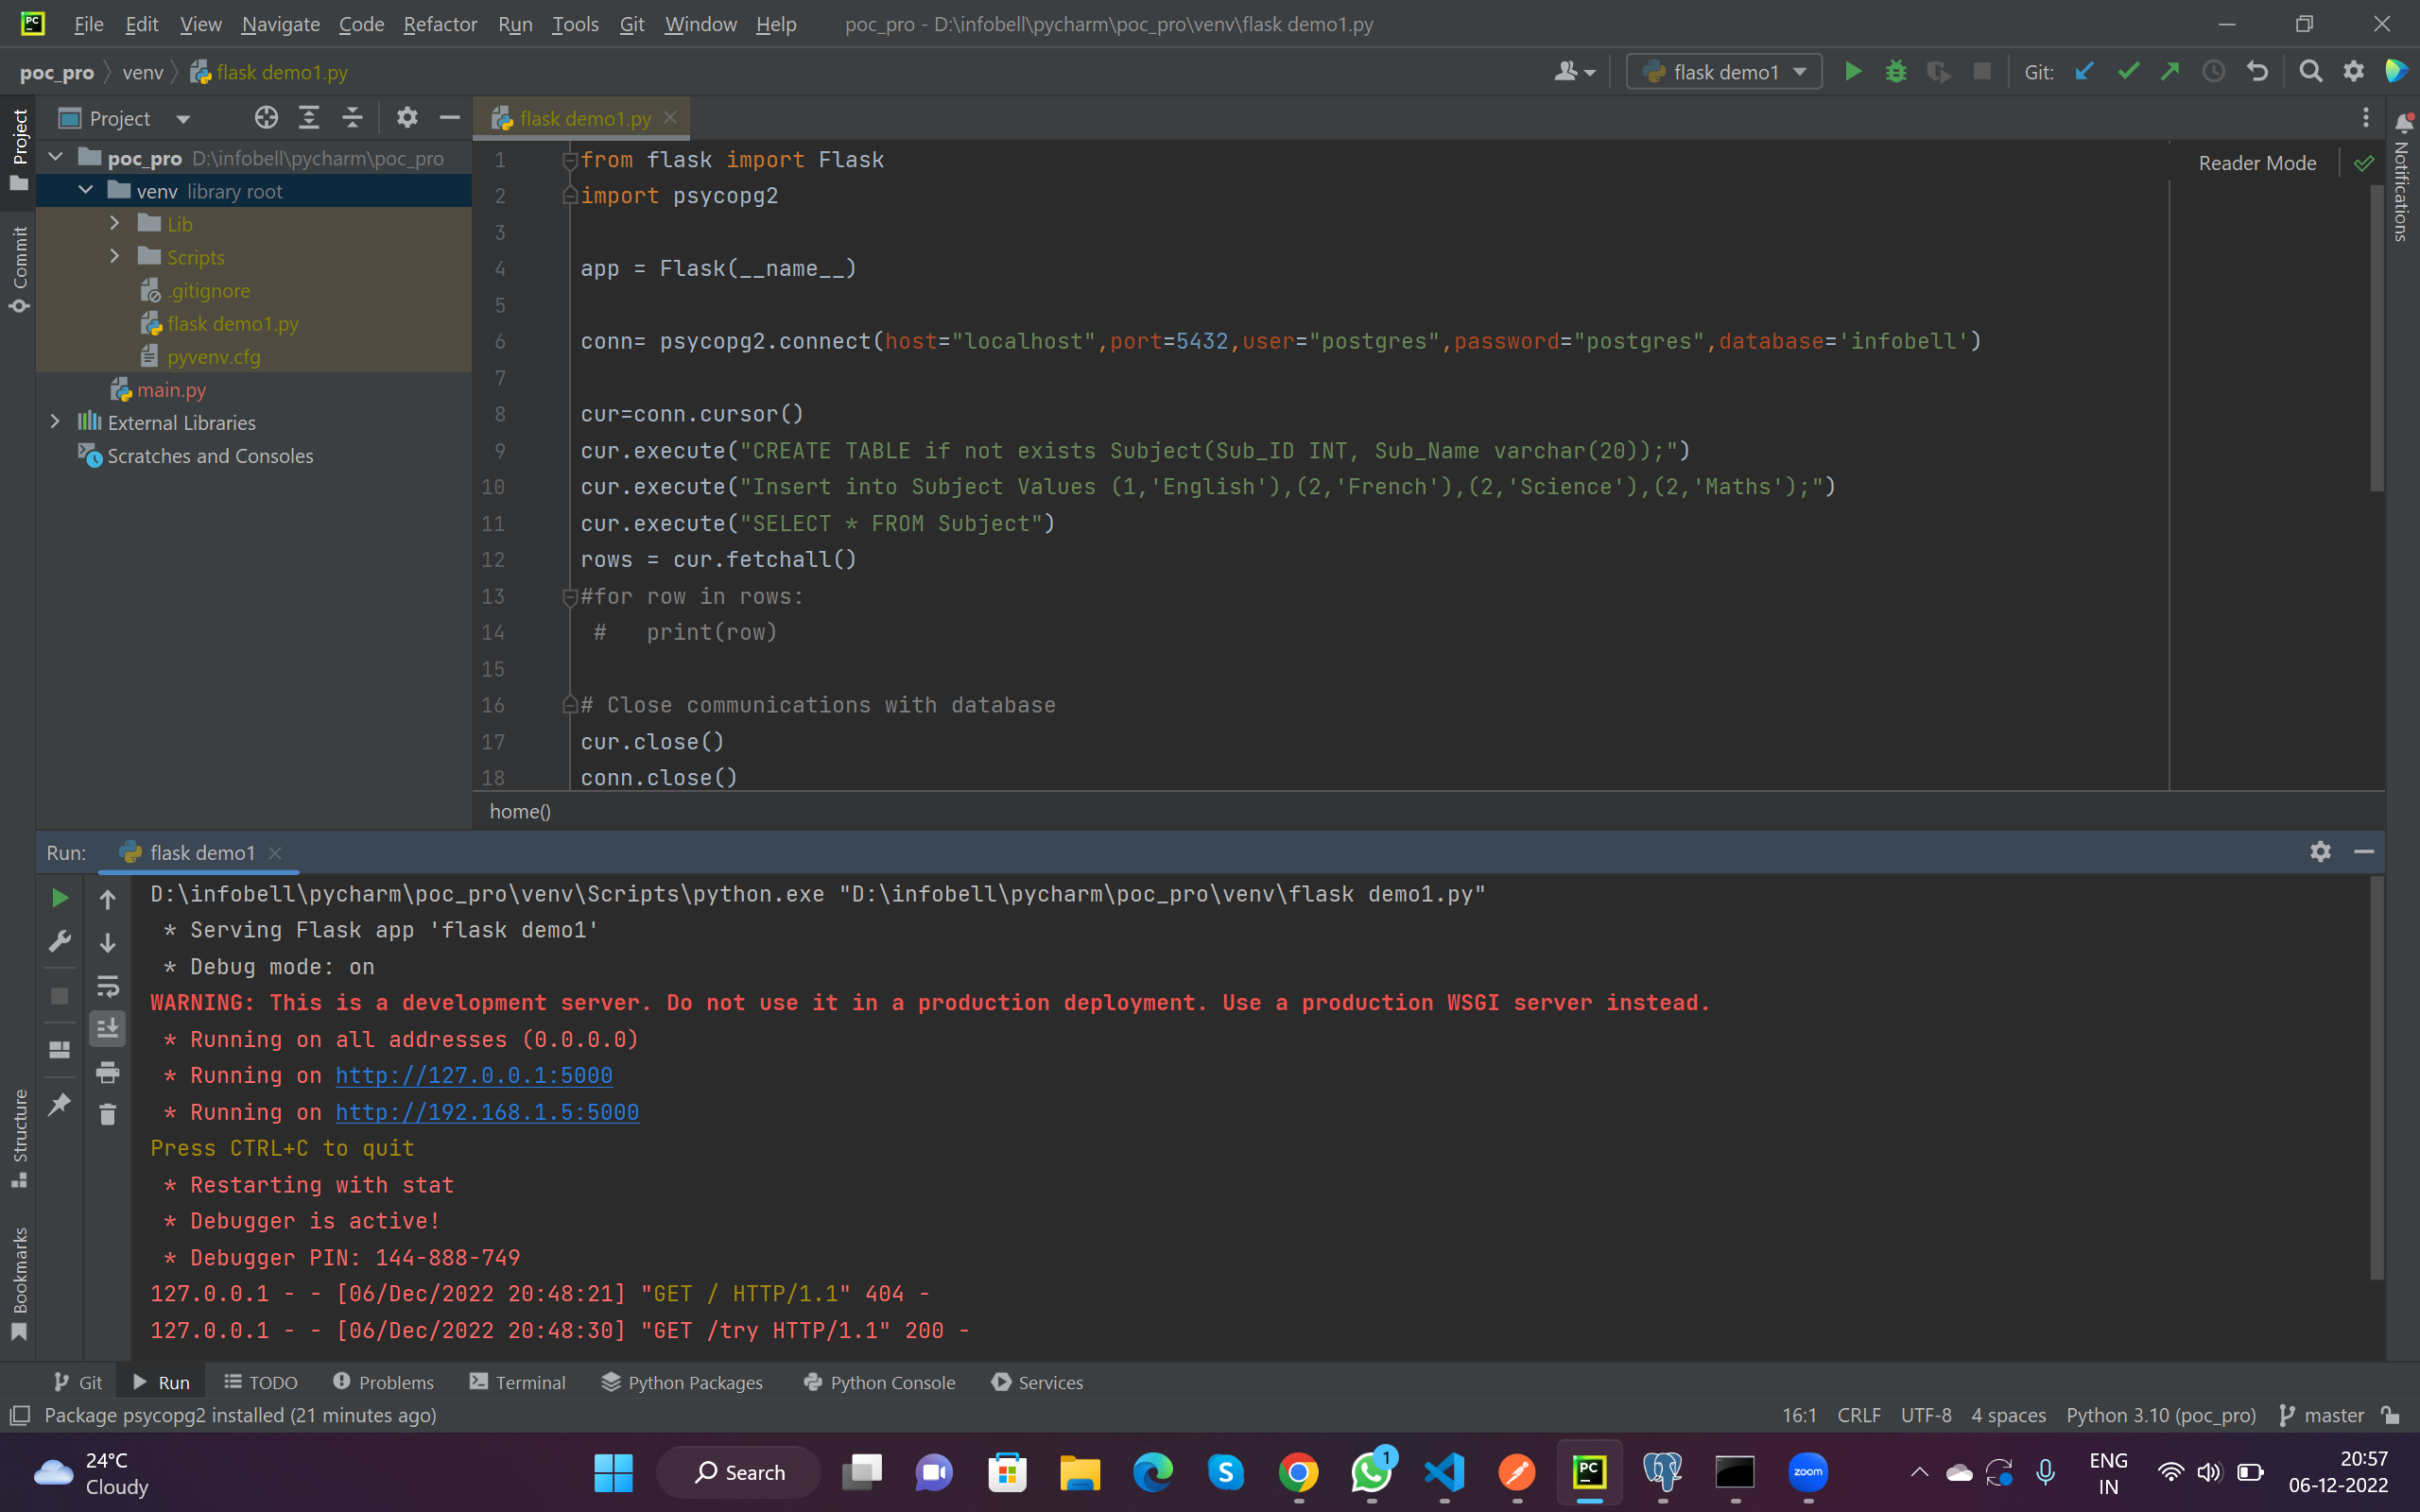 PC File Edit View Navigate Code Refactor Run Tools Git Window Help poc_pro - D:\infobell\pycharm\poc_pro\venv\flask demo1.py
poc_pro venv flask demo1.py flask demo1 Git:
Project
Project
flask demo1.py
Reader Mode
Notifications
poc_pro D:\infobell\pycharm\poc_pro
venv library root
Lib
Scripts
.gitignore
flask demo1.py
pyvenv.cfg
main.py
External Libraries
Scratches and Consoles
Commit
1 from flask import Flask
2 import psycopg2
3
4 app = Flask(__name__)
5
6 conn= psycopg2.connect(host="localhost",port=5432,user="postgres",password="postgres",database='infobell')
7
8 cur=conn.cursor()
9 cur.execute("CREATE TABLE if not exists Subject(Sub_ID INT, Sub_Name varchar(20));")
10 cur.execute("Insert into Subject Values (1,'English'),(2,'French'),(2,'Science'),(2,'Maths');")
11 cur.execute("SELECT * FROM Subject")
12 rows = cur.fetchall()
13 #for row in rows:
14 #   print(row)
15
16 # Close communications with database
17 cur.close()
18 conn.close()
home()
Run: flask demo1
D:\infobell\pycharm\poc_pro\venv\Scripts\python.exe "D:\infobell\pycharm\poc_pro\venv\flask demo1.py"
* Serving Flask app 'flask demo1'
* Debug mode: on
WARNING: This is a development server. Do not use it in a production deployment. Use a production WSGI server instead.
* Running on all addresses (0.0.0.0)
* Running on http://127.0.0.1:5000
* Running on http://192.168.1.5:5000
Press CTRL+C to quit
* Restarting with stat
* Debugger is active!
* Debugger PIN: 144-888-749
127.0.0.1 - - [06/Dec/2022 20:48:21] "GET / HTTP/1.1" 404 -
127.0.0.1 - - [06/Dec/2022 20:48:30] "GET /try HTTP/1.1" 200 -
Structure
Bookmarks
Git Run TODO Problems Terminal Python Packages Python Console Services
Package psycopg2 installed (21 minutes ago) 16:1 CRLF UTF-8 4 spaces Python 3.10 (poc_pro) master
24°C
Cloudy
Search
S
1
PC
zoom
ENG
IN
20:57
06-12-2022